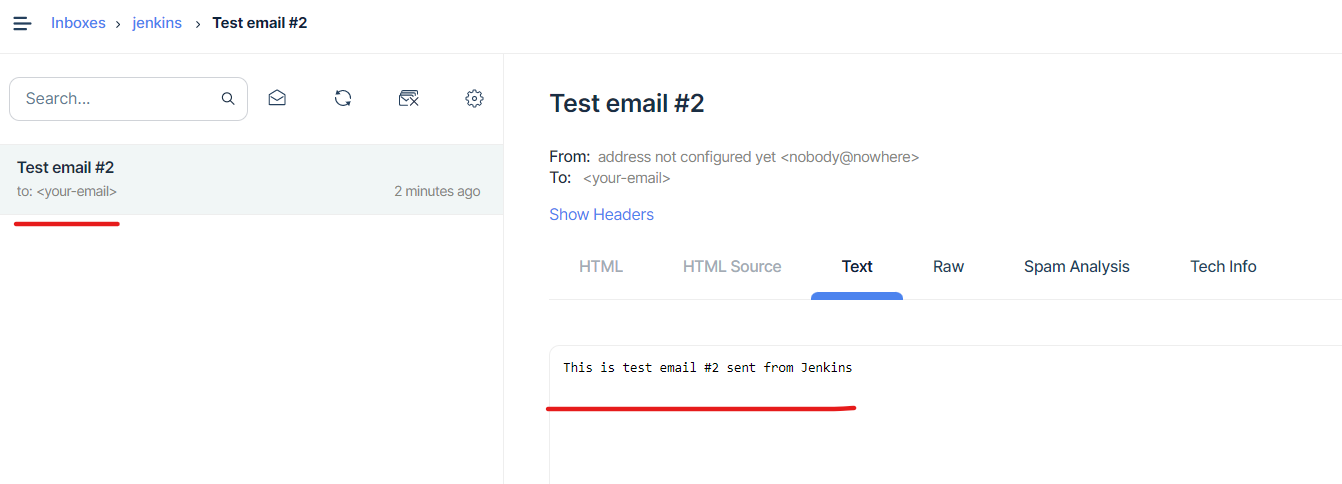 Inboxes › jenkins › Test email #2
Search...
Test email #2
to: <your-email> 2 minutes ago
Test email #2
From: address not configured yet <nobody@nowhere>
To: <your-email>
Show Headers
HTML HTML Source Text Raw Spam Analysis Tech Info
This is test email #2 sent from Jenkins